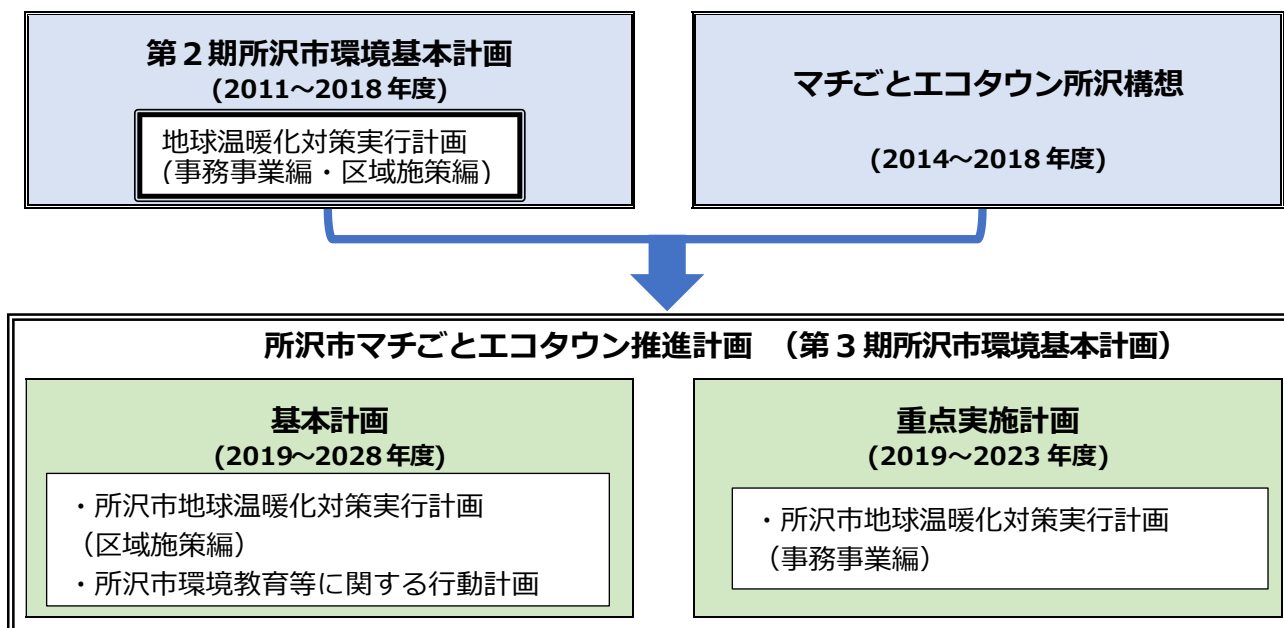 第２期所沢市環境基本計画
(2011～2018年度)
地球温暖化対策実行計画
（事務事業編・区域施策編）
マチごとエコタウン所沢構想
(2014～2018年度)
所沢市マチごとエコタウン推進計画　（第３期所沢市環境基本計画）
基本計画
(2019～2028年度)
・所沢市地球温暖化対策実行計画
（区域施策編）
・所沢市環境教育等に関する行動計画
重点実施計画
(2019～2023年度)
・所沢市地球温暖化対策実行計画
（事務事業編）